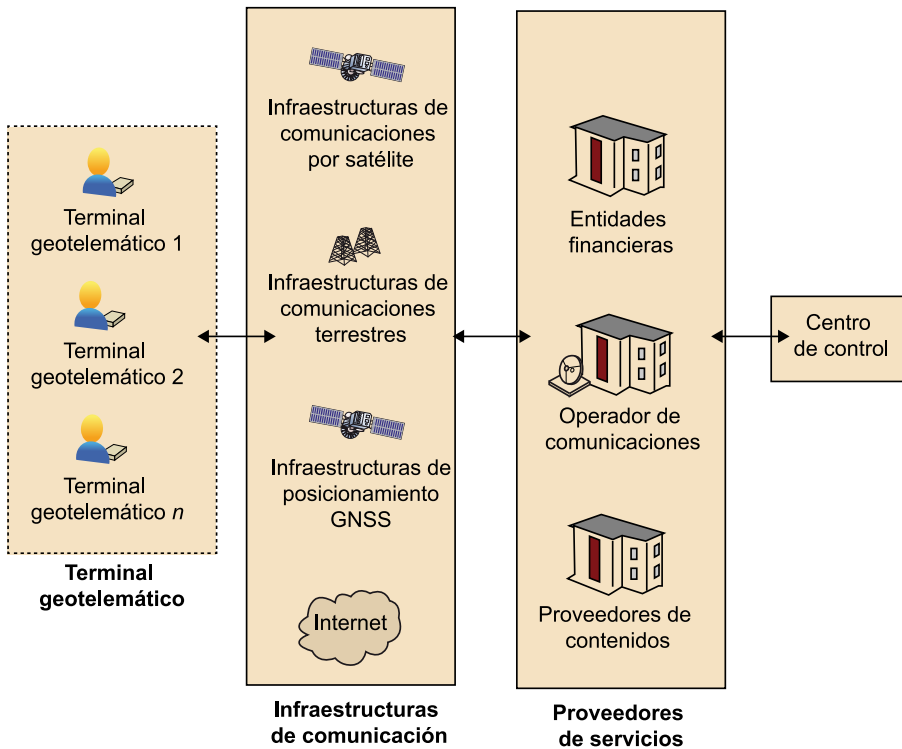 Terminal
geotelemático 1
Terminal
geotelemático 2
Terminal
geotelemático n
Terminal
geotelemático
Infraestructuras de
comunicaciones
por satélite
Infraestructuras de
comunicaciones
terrestres
Infraestructuras de
posicionamiento
GNSS
Internet
Infraestructuras
de comunicación
Entidades
financieras
Operador de
comunicaciones
Proveedores de
contenidos
Proveedores
de servicios
Centro
de control